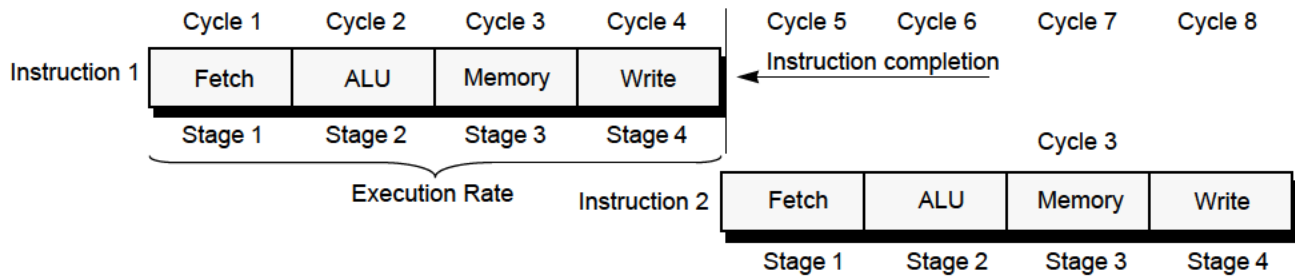 Cycle 1 Cycle 2 Cycle 3 Cycle 4 Cycle 5 Cycle 6 Cycle 7 Cycle 8
Instruction 1 Fetch ALU Memory Write Instruction completion
Stage 1 Stage 2 Stage 3 Stage 4
Cycle 3
Execution Rate
Instruction 2 Fetch ALU Memory Write
Stage 1 Stage 2 Stage 3 Stage 4